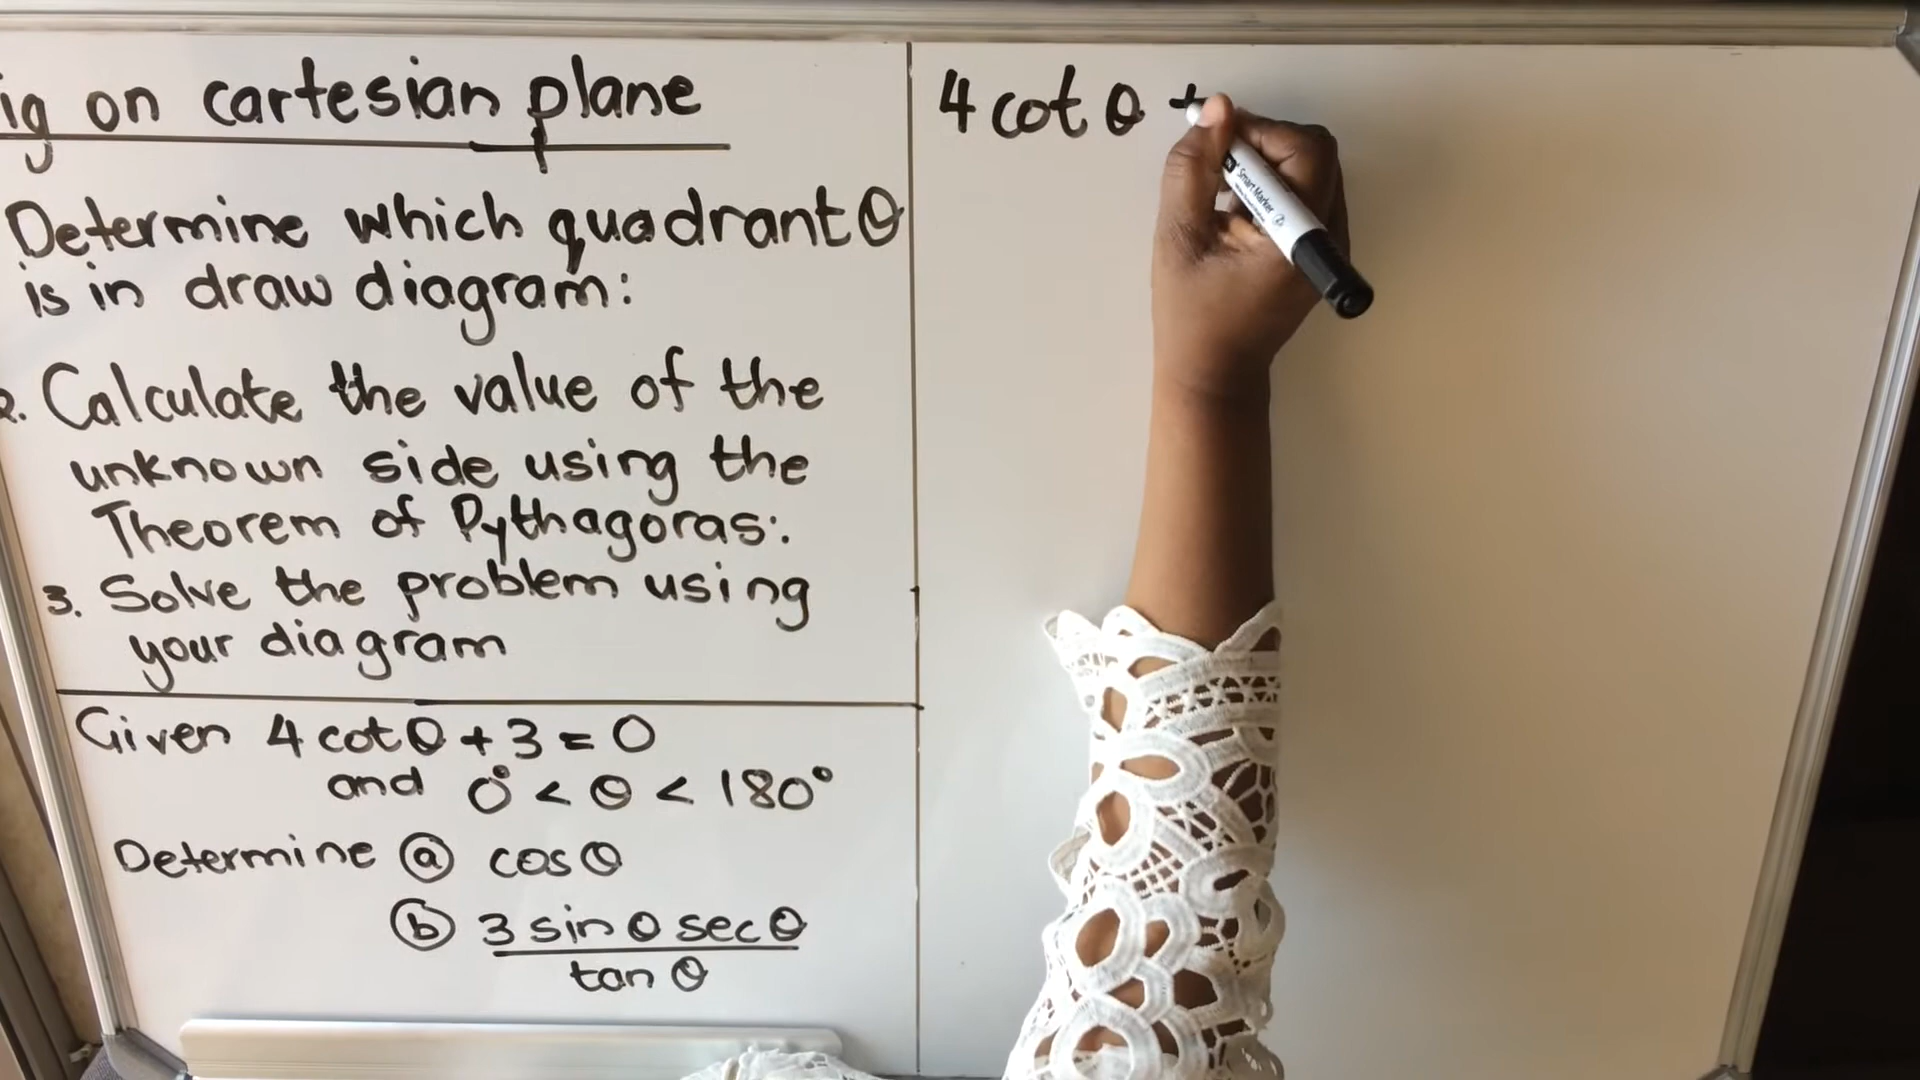 ig on cartesian plane
Determine which quadrant θ
is in draw diagram:
2. Calculate the value of the
unknown side using the
Theorem of Pythagoras:
3. Solve the problem using
your diagram
Given 4 cot θ + 3 = 0
and 0° < θ < 180°
Determine ⓐ cos θ
ⓑ 3 sin θ sec θ
tan θ
4 cot θ +
Smart Marker